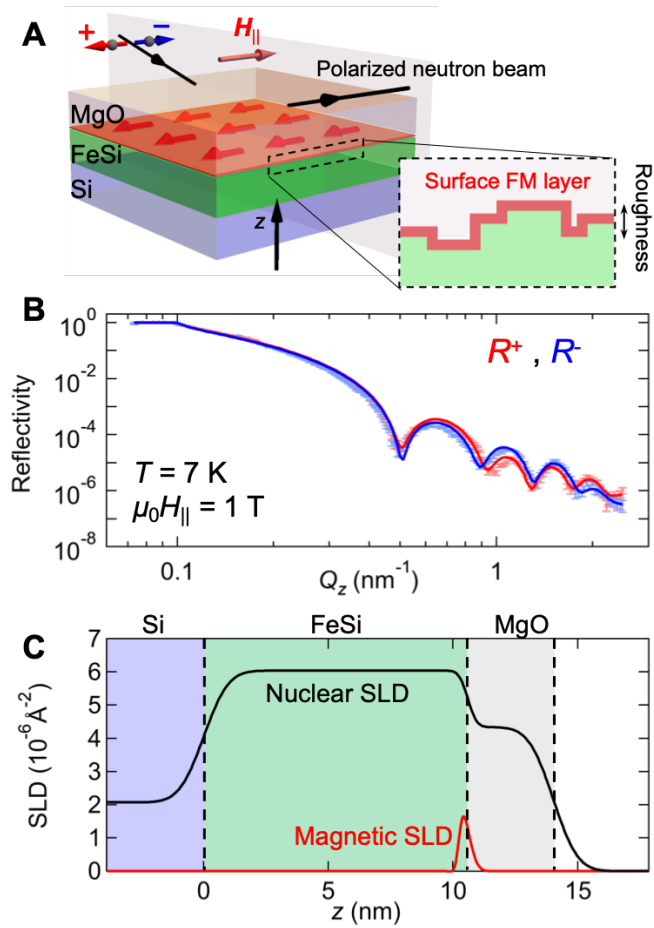 A
+
−
H||
Polarized neutron beam
MgO
FeSi
Si
z
Surface FM layer
Roughness
B
10^0
10^-2
10^-4
10^-6
10^-8
Reflectivity
R+ , R-
T = 7 K
μ0H|| = 1 T
0.1
1
Qz (nm^-1)
C
Si
FeSi
MgO
7
6
5
4
3
2
1
0
SLD (10^-6 Å^-2)
Nuclear SLD
Magnetic SLD
0
5
10
15
z (nm)